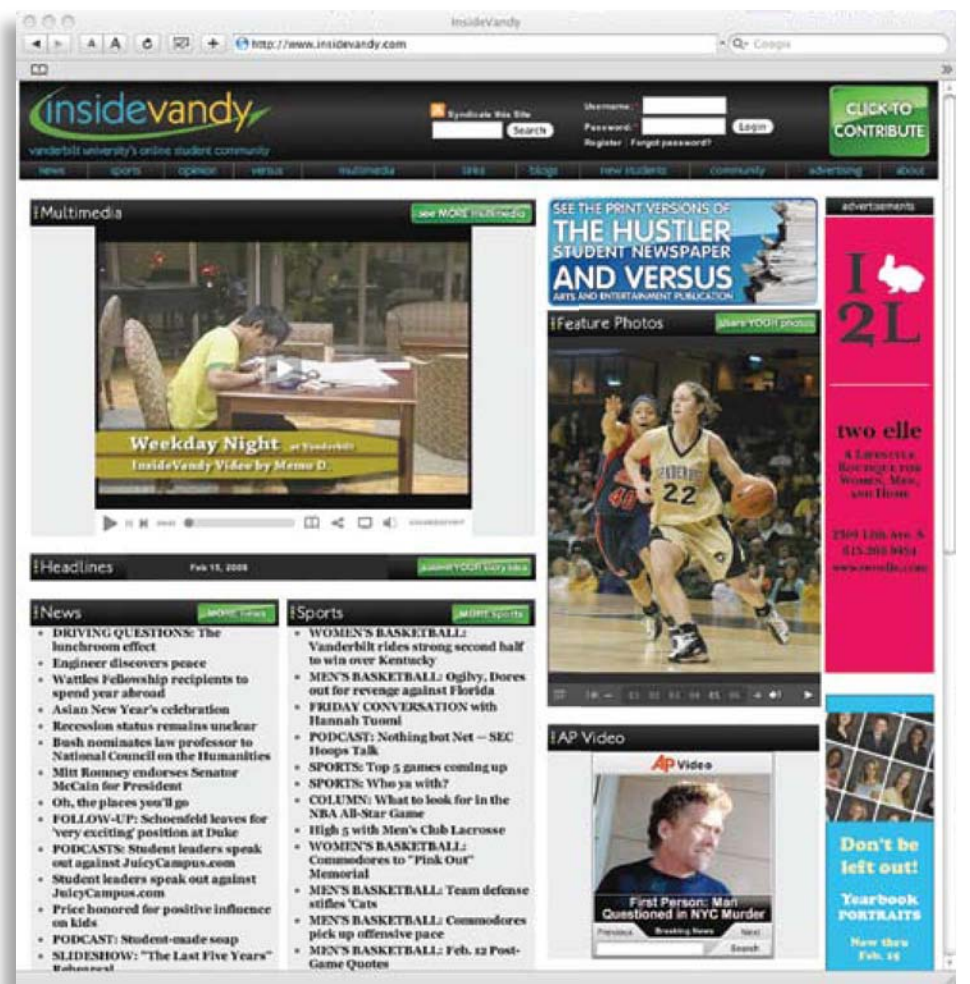 InsideVandy
A A
http://www.insidevandy.com
Google
insidevandy
vanderbilt university's online student community
Syndicate this Site
Search
Username:*
Password:*
Login
Register | Forgot password?
CLICK TO
CONTRIBUTE
news sports opinion versus multimedia links blogs new students community advertising about
Multimedia
see MORE multimedia
Weekday Night at Vanderbilt
InsideVandy Video by Memo D.
SEE THE PRINT VERSIONS OF
THE HUSTLER
STUDENT NEWSPAPER
AND VERSUS
ARTS AND ENTERTAINMENT PUBLICATION
Feature Photos
share YOUR photos
22
advertisements
I
2L
two elle
A Lifestyle
Boutique for
Women, Men,
and Home
www.twoelle.com
Headlines
Feb 15, 2008
submit YOUR story idea
News
MORE news
DRIVING QUESTIONS: The
lunchroom effect
Engineer discovers peace
Wattles Fellowship recipients to
spend year abroad
Asian New Year's celebration
Recession status remains unclear
Bush nominates law professor to
National Council on the Humanities
Mitt Romney endorses Senator
McCain for President
Oh, the places you'll go
FOLLOW-UP: Schoenfeld leaves for
'very exciting' position at Duke
PODCASTS: Student leaders speak
out against JuicyCampus.com
Student leaders speak out against
JuicyCampus.com
Price honored for positive influence
on kids
PODCAST: Student-made soap
SLIDESHOW: "The Last Five Years"
Rehearsal
Sports
MORE sports
WOMEN'S BASKETBALL:
Vanderbilt rides strong second half
to win over Kentucky
MEN'S BASKETBALL: Ogilvy, Dores
out for revenge against Florida
FRIDAY CONVERSATION with
Hannah Tuomi
PODCAST: Nothing but Net — SEC
Hoops Talk
SPORTS: Top 5 games coming up
SPORTS: Who ya with?
COLUMN: What to look for in the
NBA All-Star Game
High 5 with Men's Club Lacrosse
WOMEN'S BASKETBALL:
Commodores to "Pink Out"
Memorial
MEN'S BASKETBALL: Team defense
stifles 'Cats
MEN'S BASKETBALL: Commodores
pick up offensive pace
MEN'S BASKETBALL: Feb. 12 Post-
Game Quotes
AP Video
AP Video
First Person: Man
Questioned in NYC Murder
Previous Breaking News Next
Search
Don't be
left out!
Yearbook
PORTRAITS
Now thru
Feb. 15